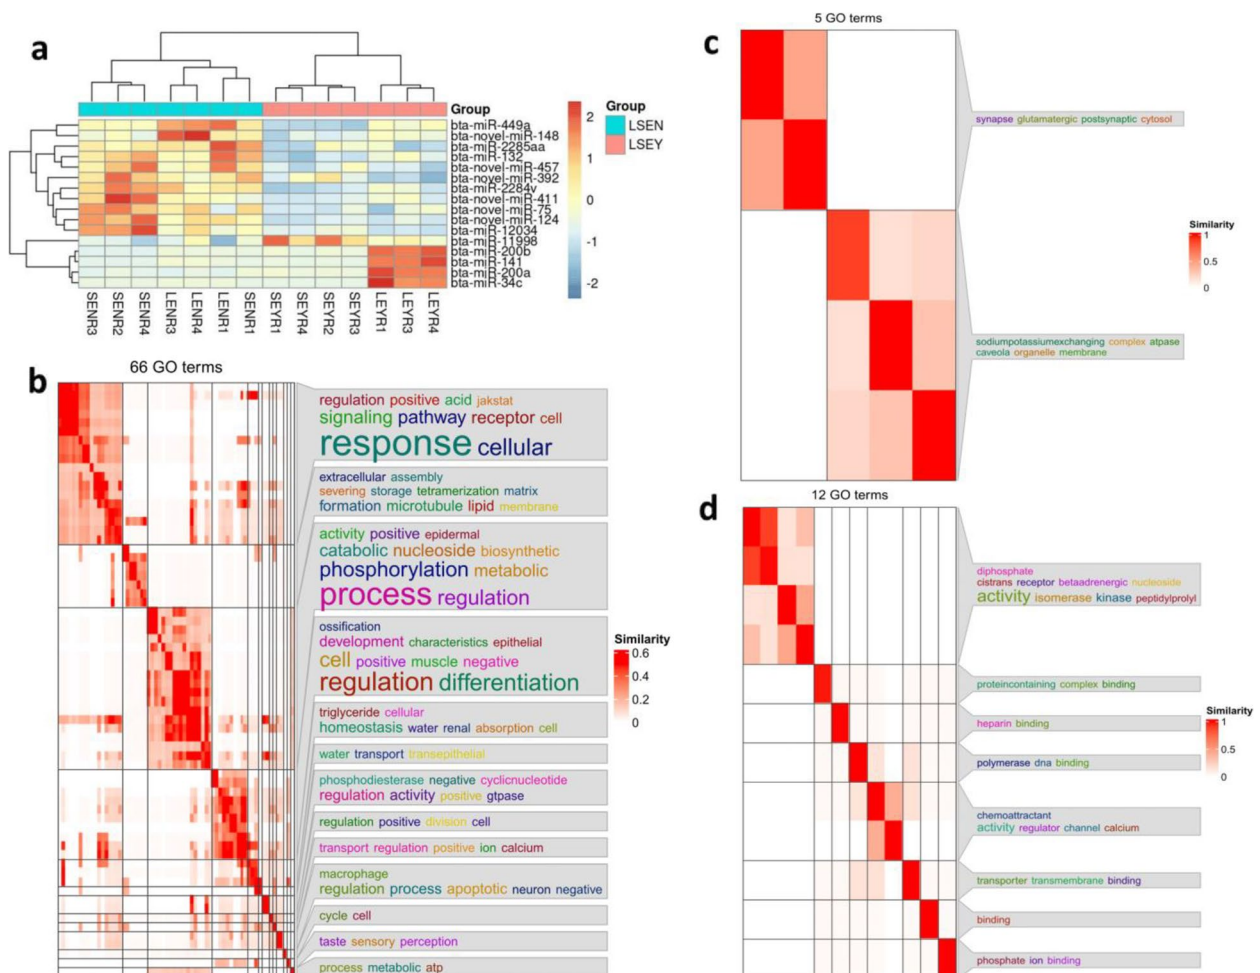 a
Group
bta-miR-449a
bta-novel-miR-148
bta-miR-2285aa
bta-miR-132
bta-novel-miR-457
bta-novel-miR-392
bta-miR-2284v
bta-novel-miR-411
bta-novel-miR-75
bta-novel-miR-124
bta-miR-12034
bta-miR-11998
bta-miR-200b
bta-miR-141
bta-miR-200a
bta-miR-34c
2
1
0
-1
-2
Group
LSEN
LSEY
SENR3
SENR2
SENR4
LENR3
LENR4
LENR1
SENR1
SEYR1
SEYR4
SEYR2
SEYR3
LEYR1
LEYR3
LEYR4
b
66 GO terms
regulation positive acid jakstat
signaling pathway receptor cell
response cellular
extracellular assembly
severing storage tetramerization matrix
formation microtubule lipid membrane
activity positive epidermal
catabolic nucleoside biosynthetic
phosphorylation metabolic
process regulation
ossification
development characteristics epithelial
cell positive muscle negative
regulation differentiation
triglyceride cellular
homeostasis water renal absorption cell
water transport transepithelial
phosphodiesterase negative cyclicnucleotide
regulation activity positive gtpase
regulation positive division cell
transport regulation positive ion calcium
macrophage
regulation process apoptotic neuron negative
cycle cell
taste sensory perception
process metabolic atp
Similarity
0.6
0.4
0.2
0
c
5 GO terms
synapse glutamatergic postsynaptic cytosol
sodiumpotassiumexchanging complex atpase
caveola organelle membrane
Similarity
1
0.5
0
d
12 GO terms
diphosphate
cistrans receptor betaadrenergic nucleoside
activity isomerase kinase peptidylprolyl
proteincontaining complex binding
heparin binding
polymerase dna binding
chemoattractant
activity regulator channel calcium
transporter transmembrane binding
binding
phosphate ion binding
Similarity
1
0.5
0